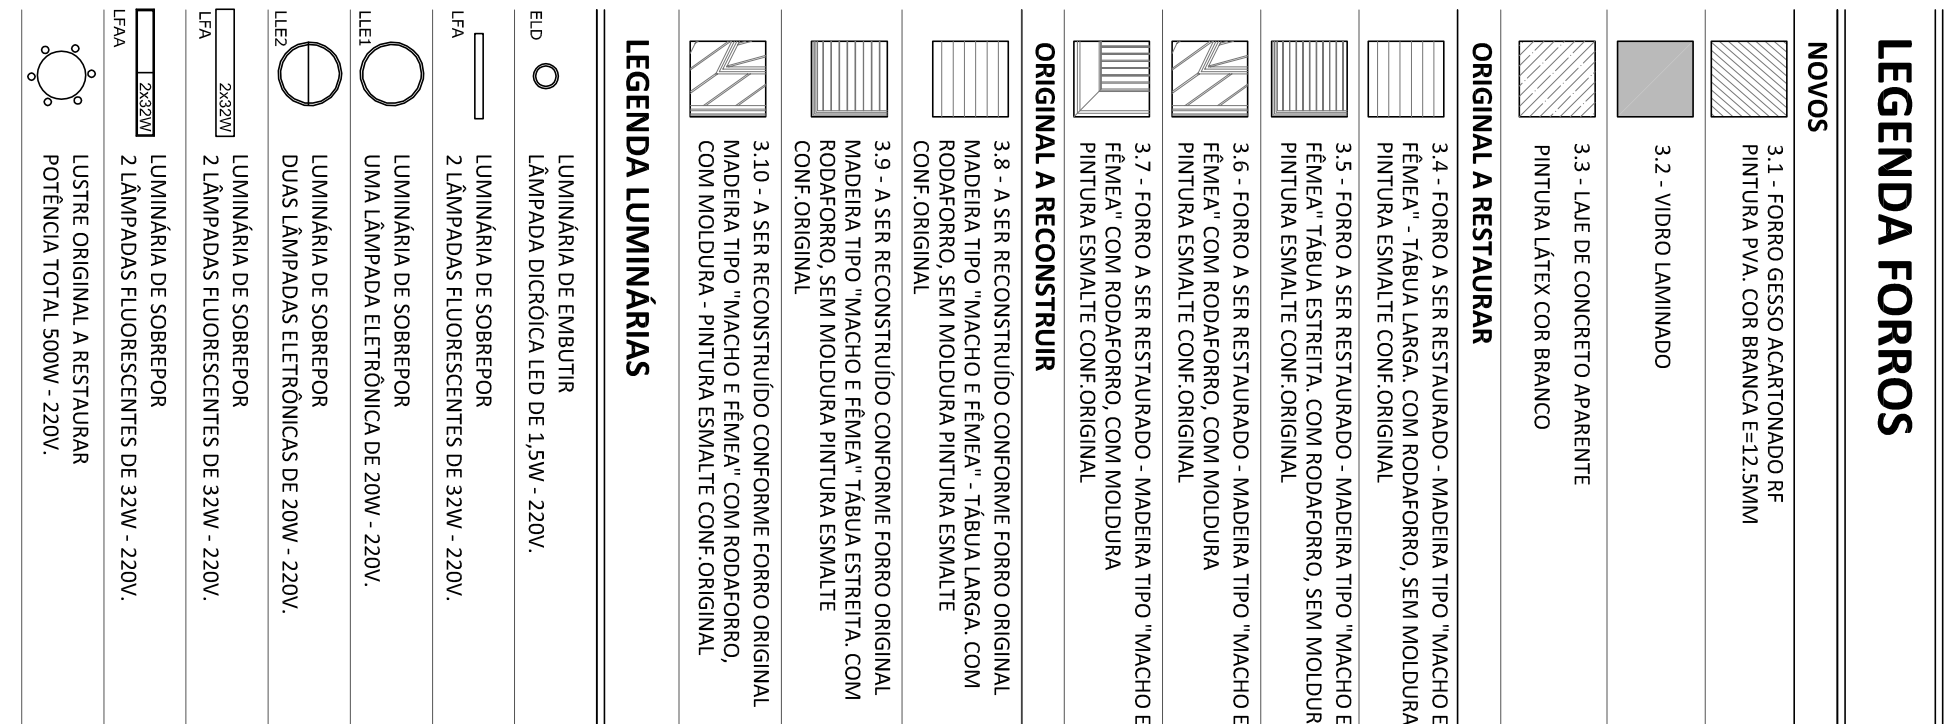 LEGENDA FORROS
NOVOS
3.1 - FORRO GESSO ACARTONADO RF
PINTURA PVA. COR BRANCA E=12.5MM
3.2 - VIDRO LAMINADO
3.3 - LAJE DE CONCRETO APARENTE
PINTURA LÁTEX COR BRANCO
ORIGINAL A RESTAURAR
3.4 - FORRO A SER RESTAURADO - MADEIRA TIPO "MACHO E
FÊMEA" - TÁBUA LARGA. COM RODAFORRO, SEM MOLDURA
PINTURA ESMALTE CONF.ORIGINAL
3.5 - FORRO A SER RESTAURADO - MADEIRA TIPO "MACHO E
FÊMEA" TÁBUA ESTREITA. COM RODAFORRO, SEM MOLDUR
PINTURA ESMALTE CONF.ORIGINAL
3.6 - FORRO A SER RESTAURADO - MADEIRA TIPO "MACHO E
FÊMEA" COM RODAFORRO, COM MOLDURA
PINTURA ESMALTE CONF.ORIGINAL
3.7 - FORRO A SER RESTAURADO - MADEIRA TIPO "MACHO E
FÊMEA" COM RODAFORRO, COM MOLDURA
PINTURA ESMALTE CONF.ORIGINAL
ORIGINAL A RECONSTRUIR
3.8 - A SER RECONSTRUÍDO CONFORME FORRO ORIGINAL
MADEIRA TIPO "MACHO E FÊMEA" - TÁBUA LARGA. COM
RODAFORRO, SEM MOLDURA PINTURA ESMALTE
CONF.ORIGINAL
3.9 - A SER RECONSTRUÍDO CONFORME FORRO ORIGINAL
MADEIRA TIPO "MACHO E FÊMEA" TÁBUA ESTREITA. COM
RODAFORRO, SEM MOLDURA PINTURA ESMALTE
CONF.ORIGINAL
3.10 - A SER RECONSTRUÍDO CONFORME FORRO ORIGINAL
MADEIRA TIPO "MACHO E FÊMEA" COM RODAFORRO,
COM MOLDURA - PINTURA ESMALTE CONF.ORIGINAL
LEGENDA LUMINÁRIAS
ELD
LUMINÁRIA DE EMBUTIR
LÂMPADA DICRÓICA LED DE 1,5W - 220V.
LFA
LUMINÁRIA DE SOBREPOR
2 LÂMPADAS FLUORESCENTES DE 32W - 220V.
LLE1
LUMINÁRIA DE SOBREPOR
UMA LÂMPADA ELETRÔNICA DE 20W - 220V.
LLE2
LUMINÁRIA DE SOBREPOR
DUAS LÂMPADAS ELETRÔNICAS DE 20W - 220V.
2x32W
LFA
LUMINÁRIA DE SOBREPOR
2 LÂMPADAS FLUORESCENTES DE 32W - 220V.
2x32W
LFAA
LUMINÁRIA DE SOBREPOR
2 LÂMPADAS FLUORESCENTES DE 32W - 220V.
LUSTRE ORIGINAL A RESTAURAR
POTÊNCIA TOTAL 500W - 220V.